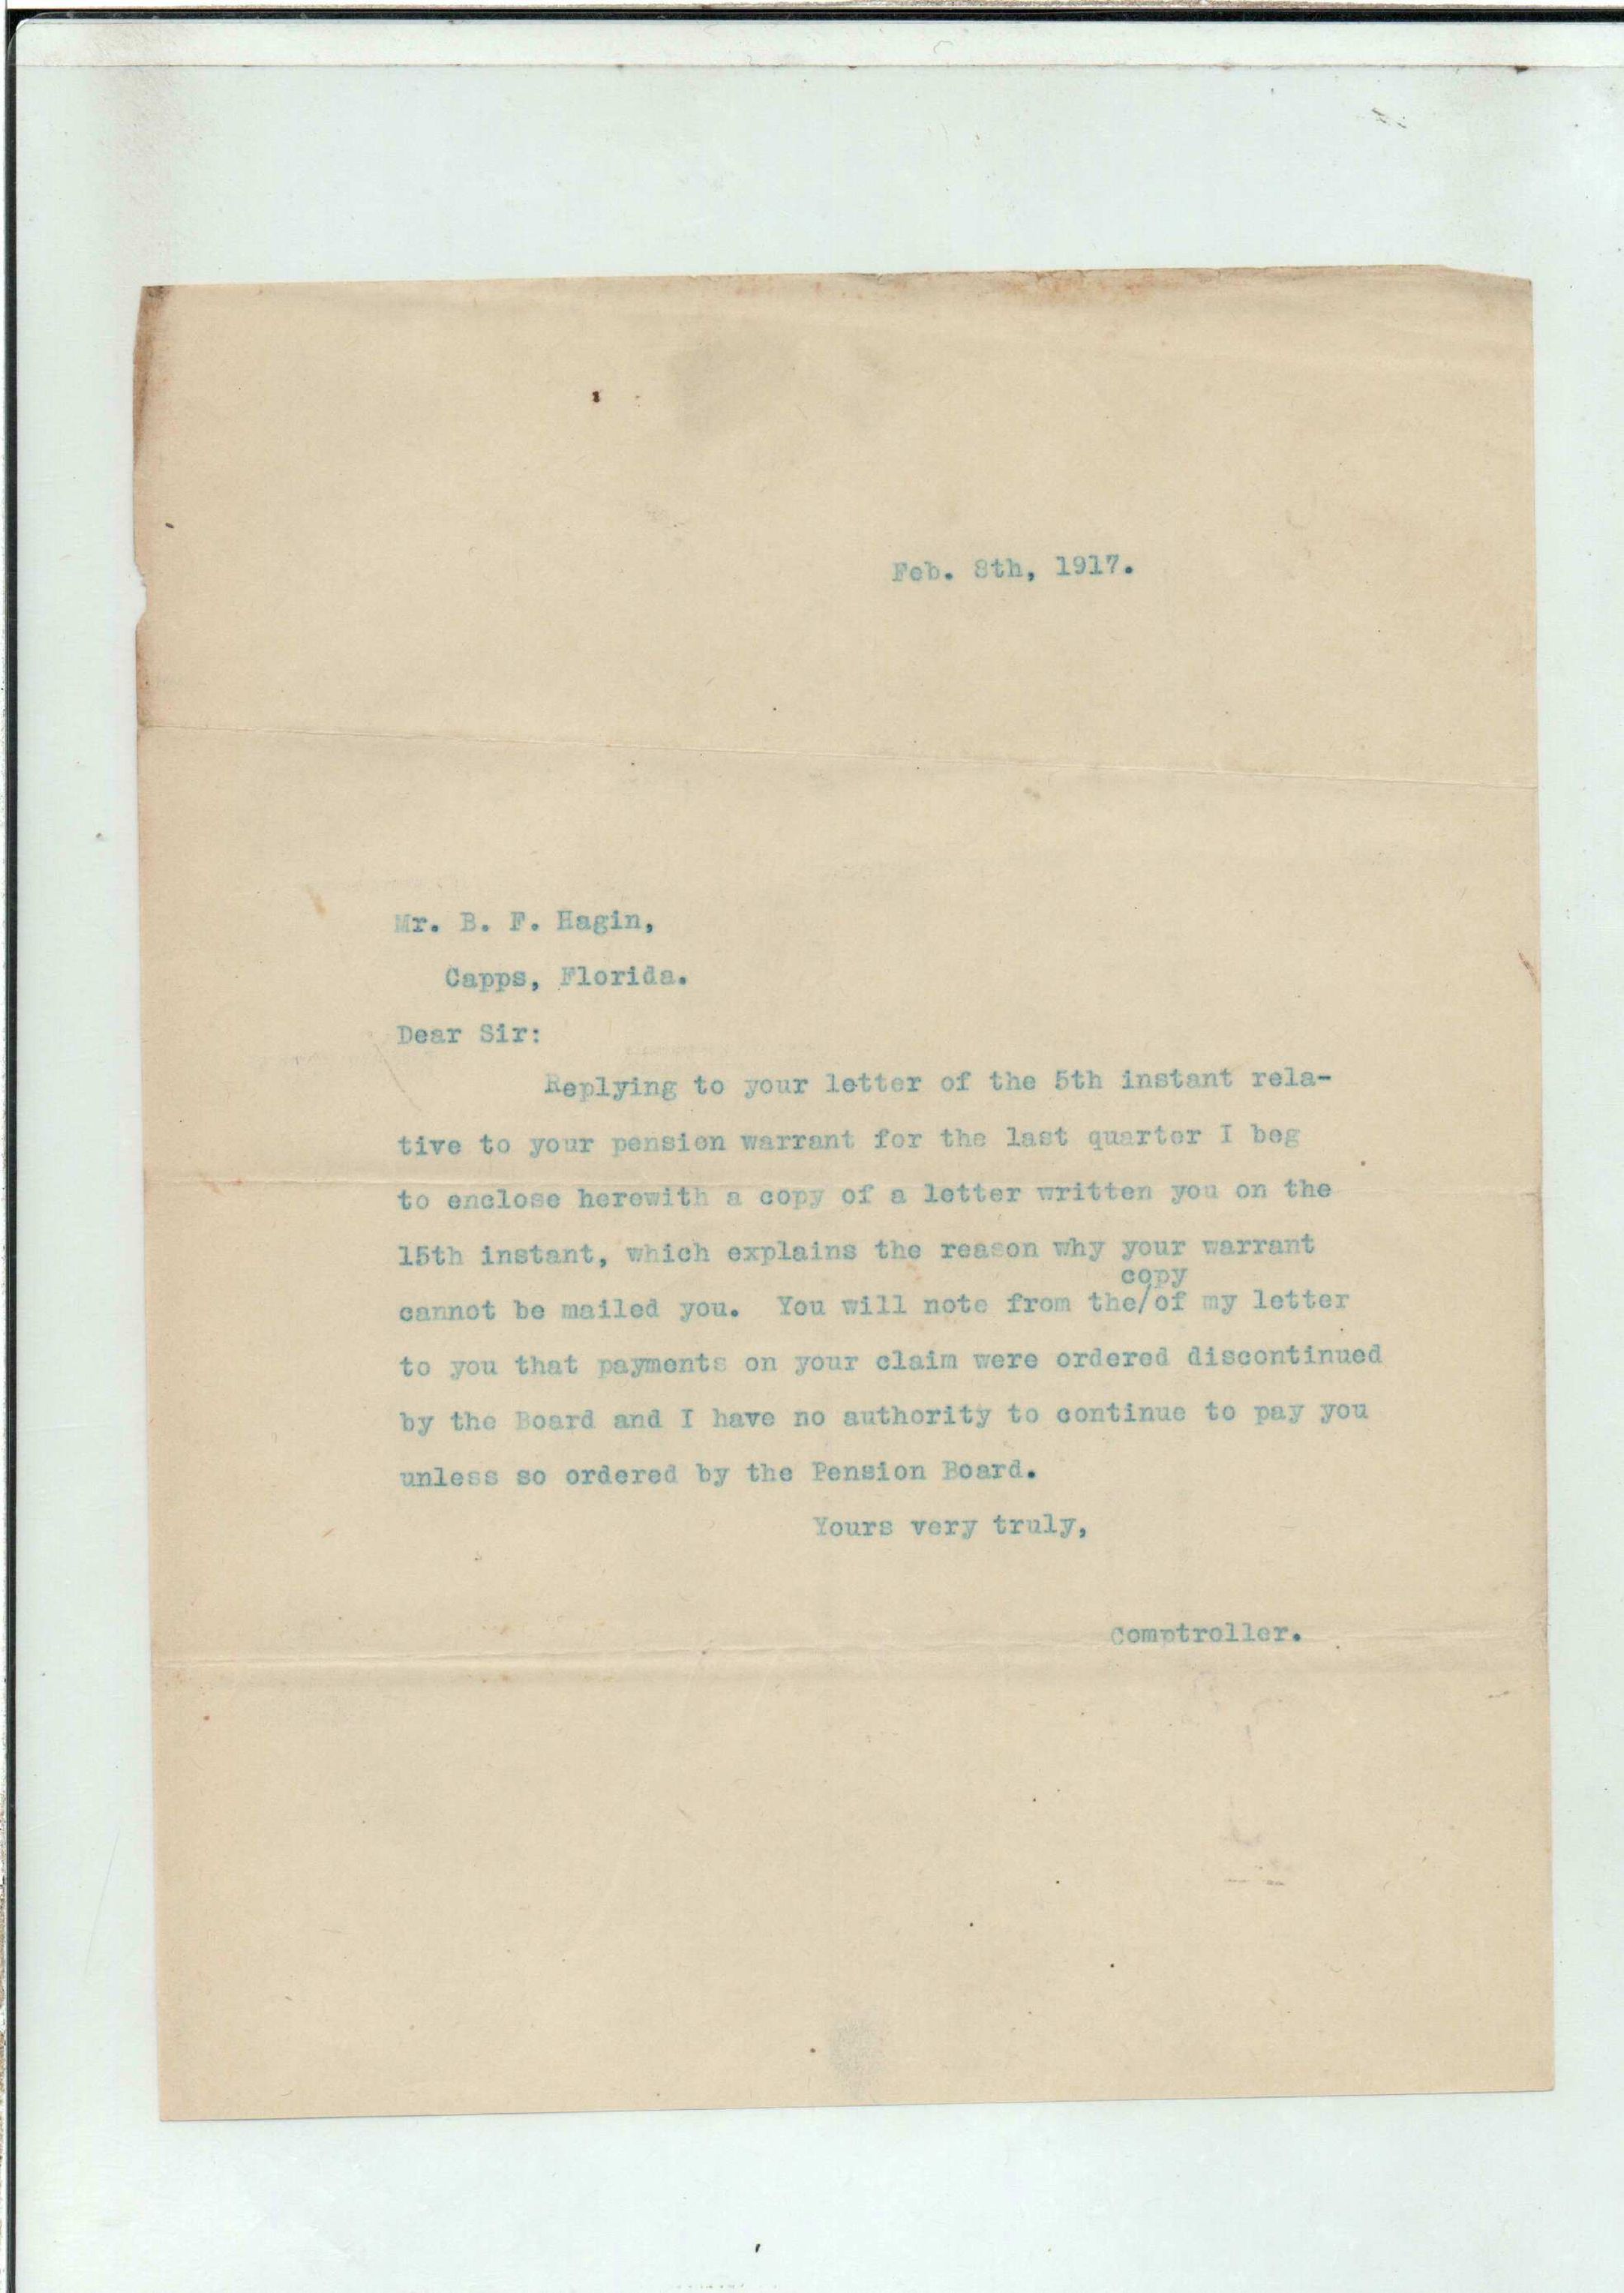 Feb. 8th, 1917.
Mr. B. F. Hagin,
Capps, Florida.
Dear Sir:
Replying to your letter of the 5th instant rela-
tive to your pension warrant for the last quarter I beg
to enclose herewith a copy of a letter written you on the
15th instant, which explains the reason why your warrant
copy
cannot be mailed you. You will note from the/of my letter
to you that payments on your claim were ordered discontinued
by the Board and I have no authority to continue to pay you
unless so ordered by the Pension Board.
Yours very truly,
Comptroller.